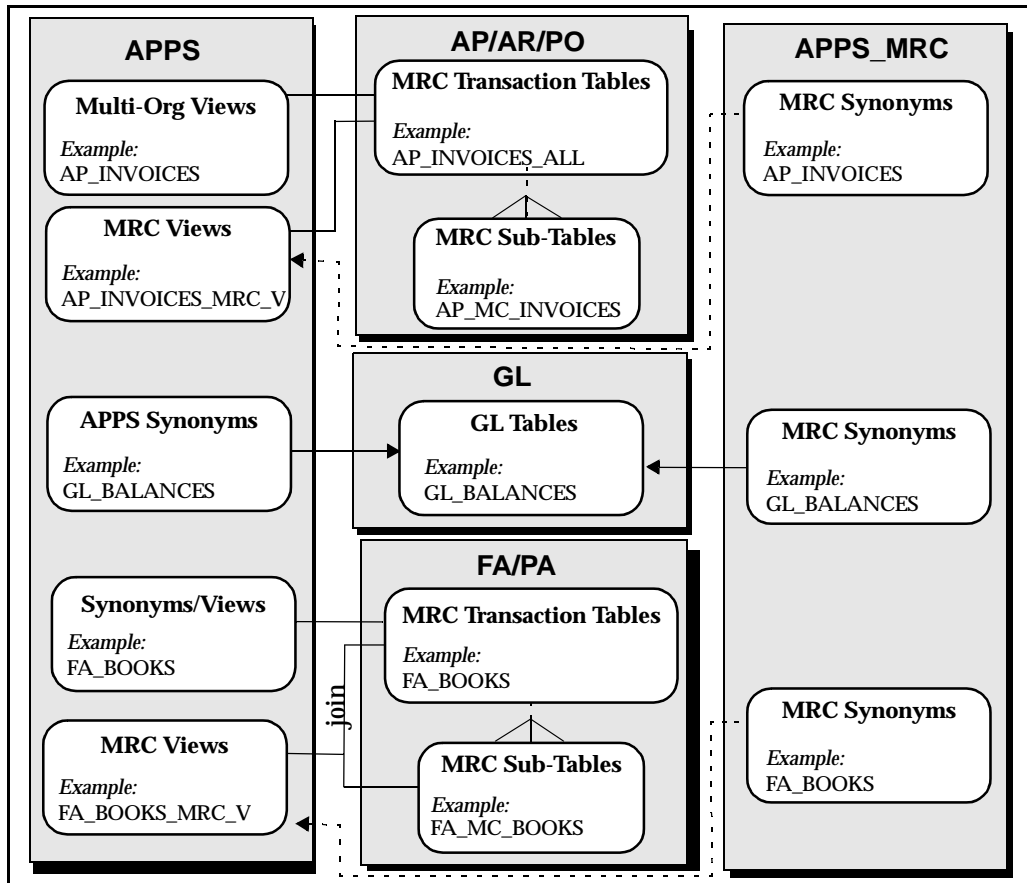 APPS
Multi-Org Views
Example:
AP_INVOICES
MRC Views
Example:
AP_INVOICES_MRC_V
APPS Synonyms
Example:
GL_BALANCES
Synonyms/Views
Example:
FA_BOOKS
MRC Views
Example:
FA_BOOKS_MRC_V
AP/AR/PO
MRC Transaction Tables
Example:
AP_INVOICES_ALL
MRC Sub-Tables
Example:
AP_MC_INVOICES
GL
GL Tables
Example:
GL_BALANCES
FA/PA
MRC Transaction Tables
Example:
FA_BOOKS
join
MRC Sub-Tables
Example:
FA_MC_BOOKS
APPS_MRC
MRC Synonyms
Example:
AP_INVOICES
MRC Synonyms
Example:
GL_BALANCES
MRC Synonyms
Example:
FA_BOOKS